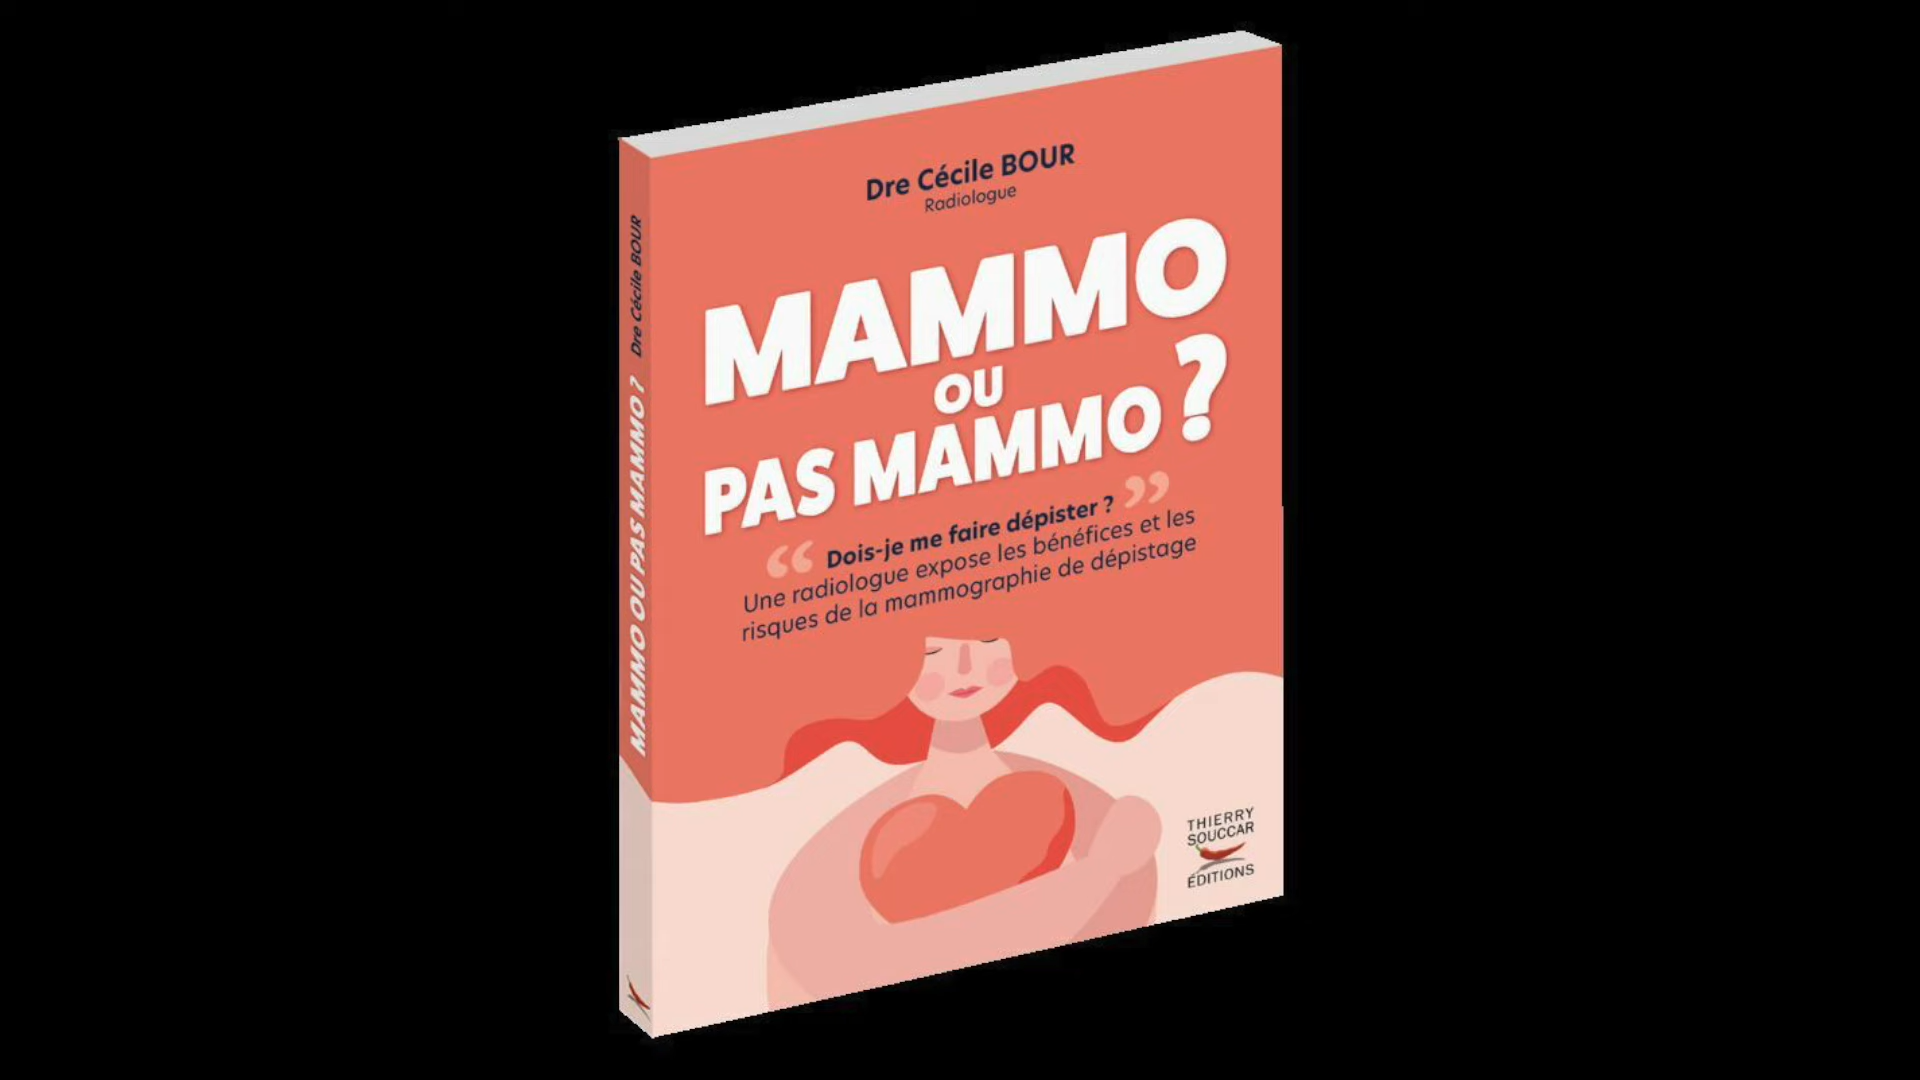 Dre Cécile BOUR
Radiologue
MAMMO
OU
PAS MAMMO ?
“ Dois-je me faire dépister ? ”
Une radiologue expose les bénéfices et les
risques de la mammographie de dépistage
THIERRY
SOUCCAR
ÉDITIONS
MAMMO OU PAS MAMMO ? Dre Cécile BOUR